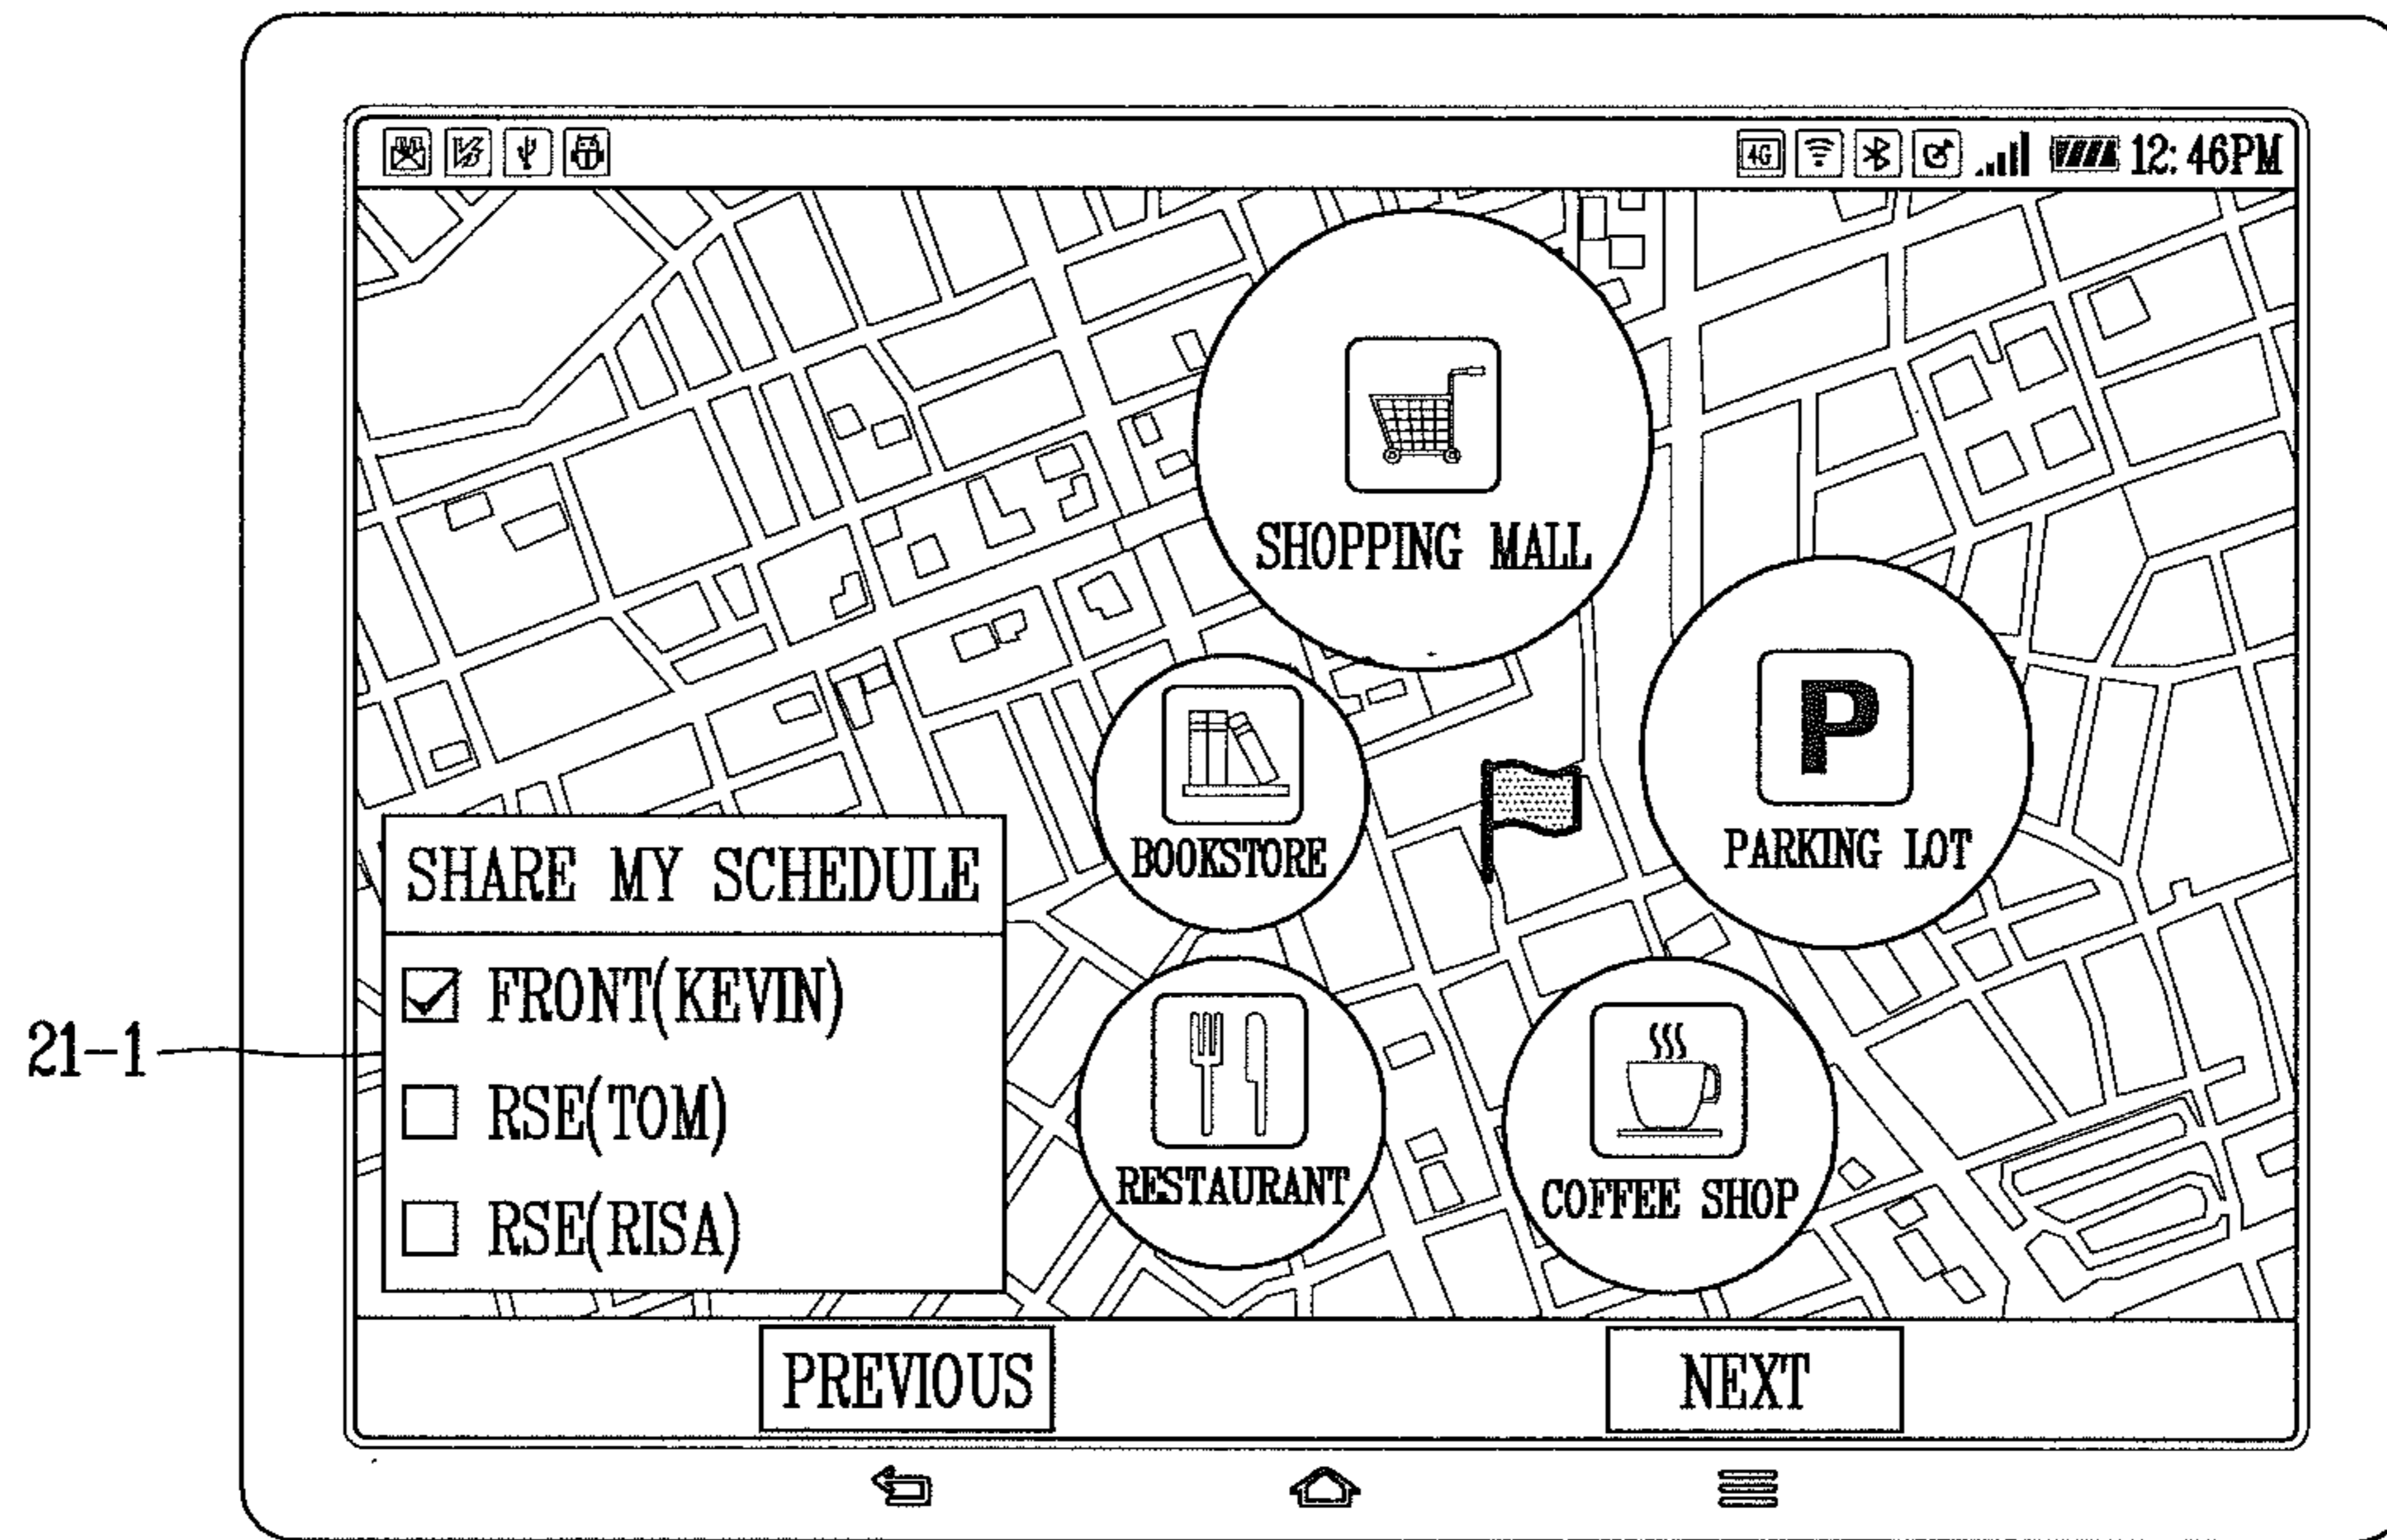 4G 12:46PM
SHOPPING MALL
P
PARKING LOT
BOOKSTORE
SHARE MY SCHEDULE
FRONT(KEVIN)
21-1
RSE(TOM)
RSE(RISA)
RESTAURANT
COFFEE SHOP
PREVIOUS
NEXT